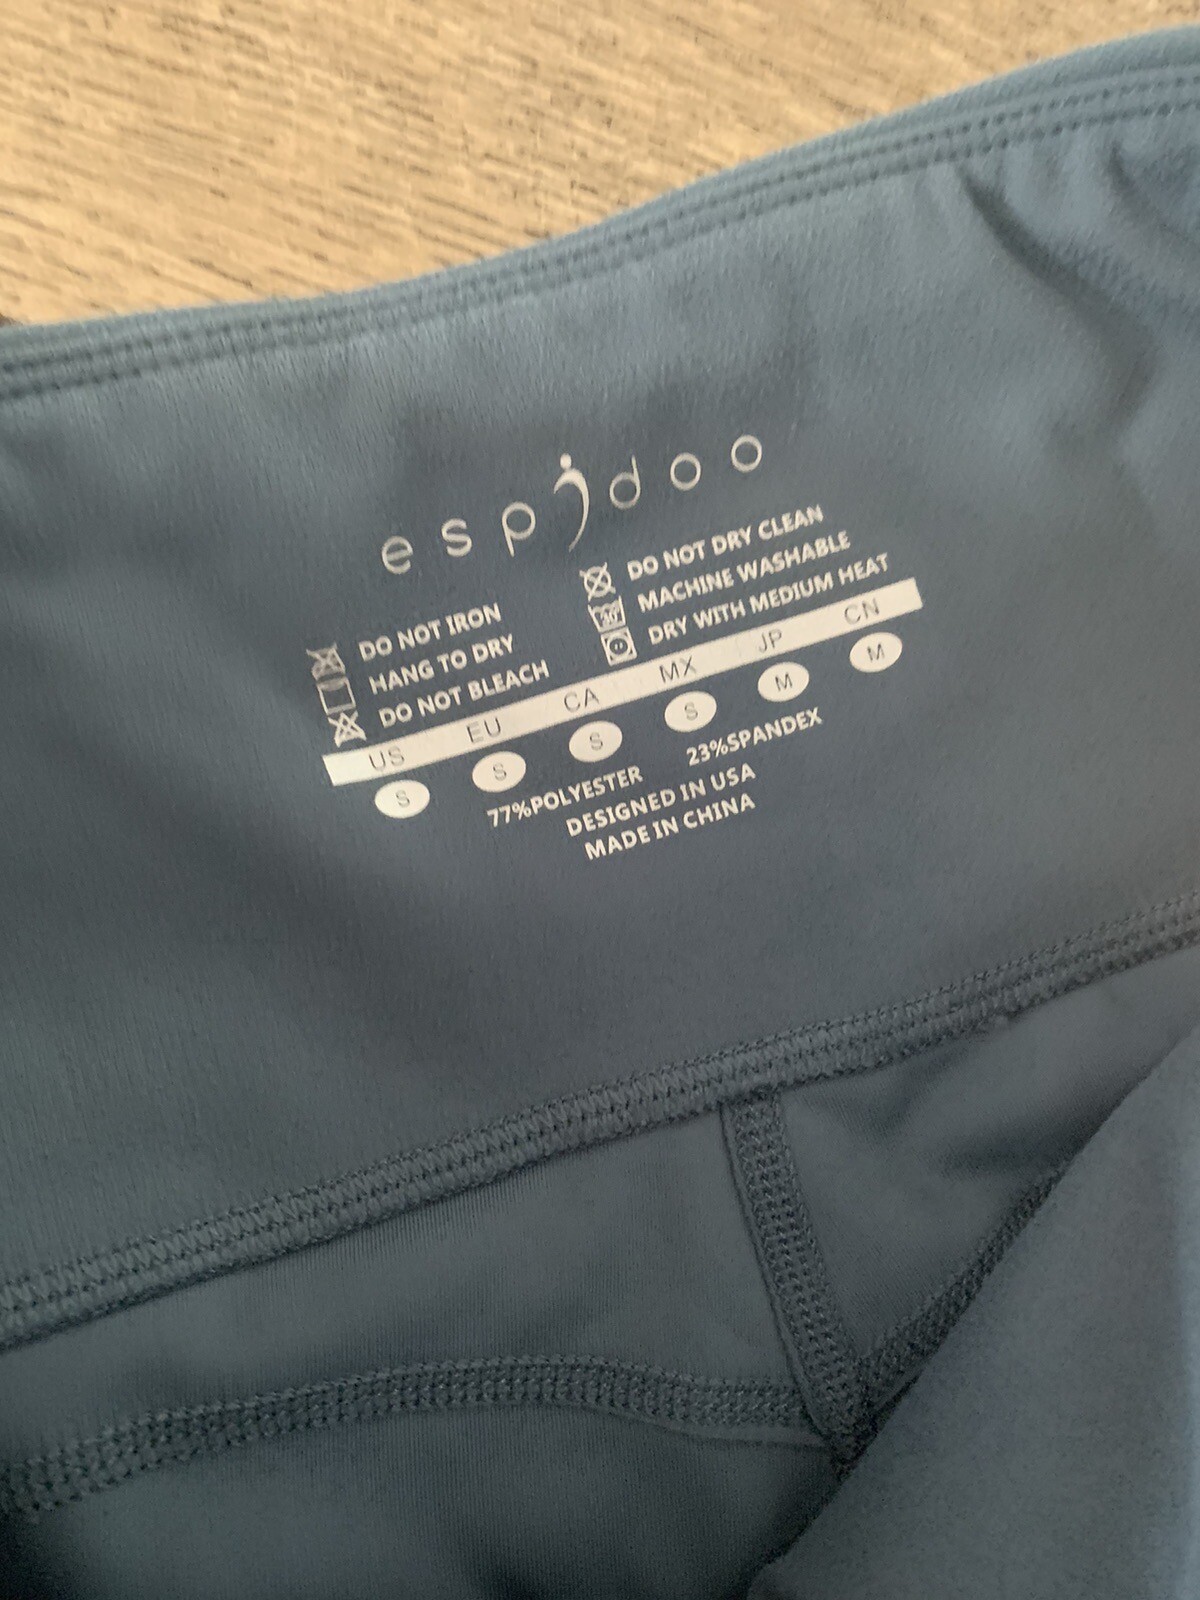 espidoo
DO NOT IRON
HANG TO DRY
DO NOT BLEACH
DO NOT DRY CLEAN
30°
MACHINE WASHABLE
DRY WITH MEDIUM HEAT
US EU CA MX JP CN
S S S S M M
77%POLYESTER 23%SPANDEX
DESIGNED IN USA
MADE IN CHINA